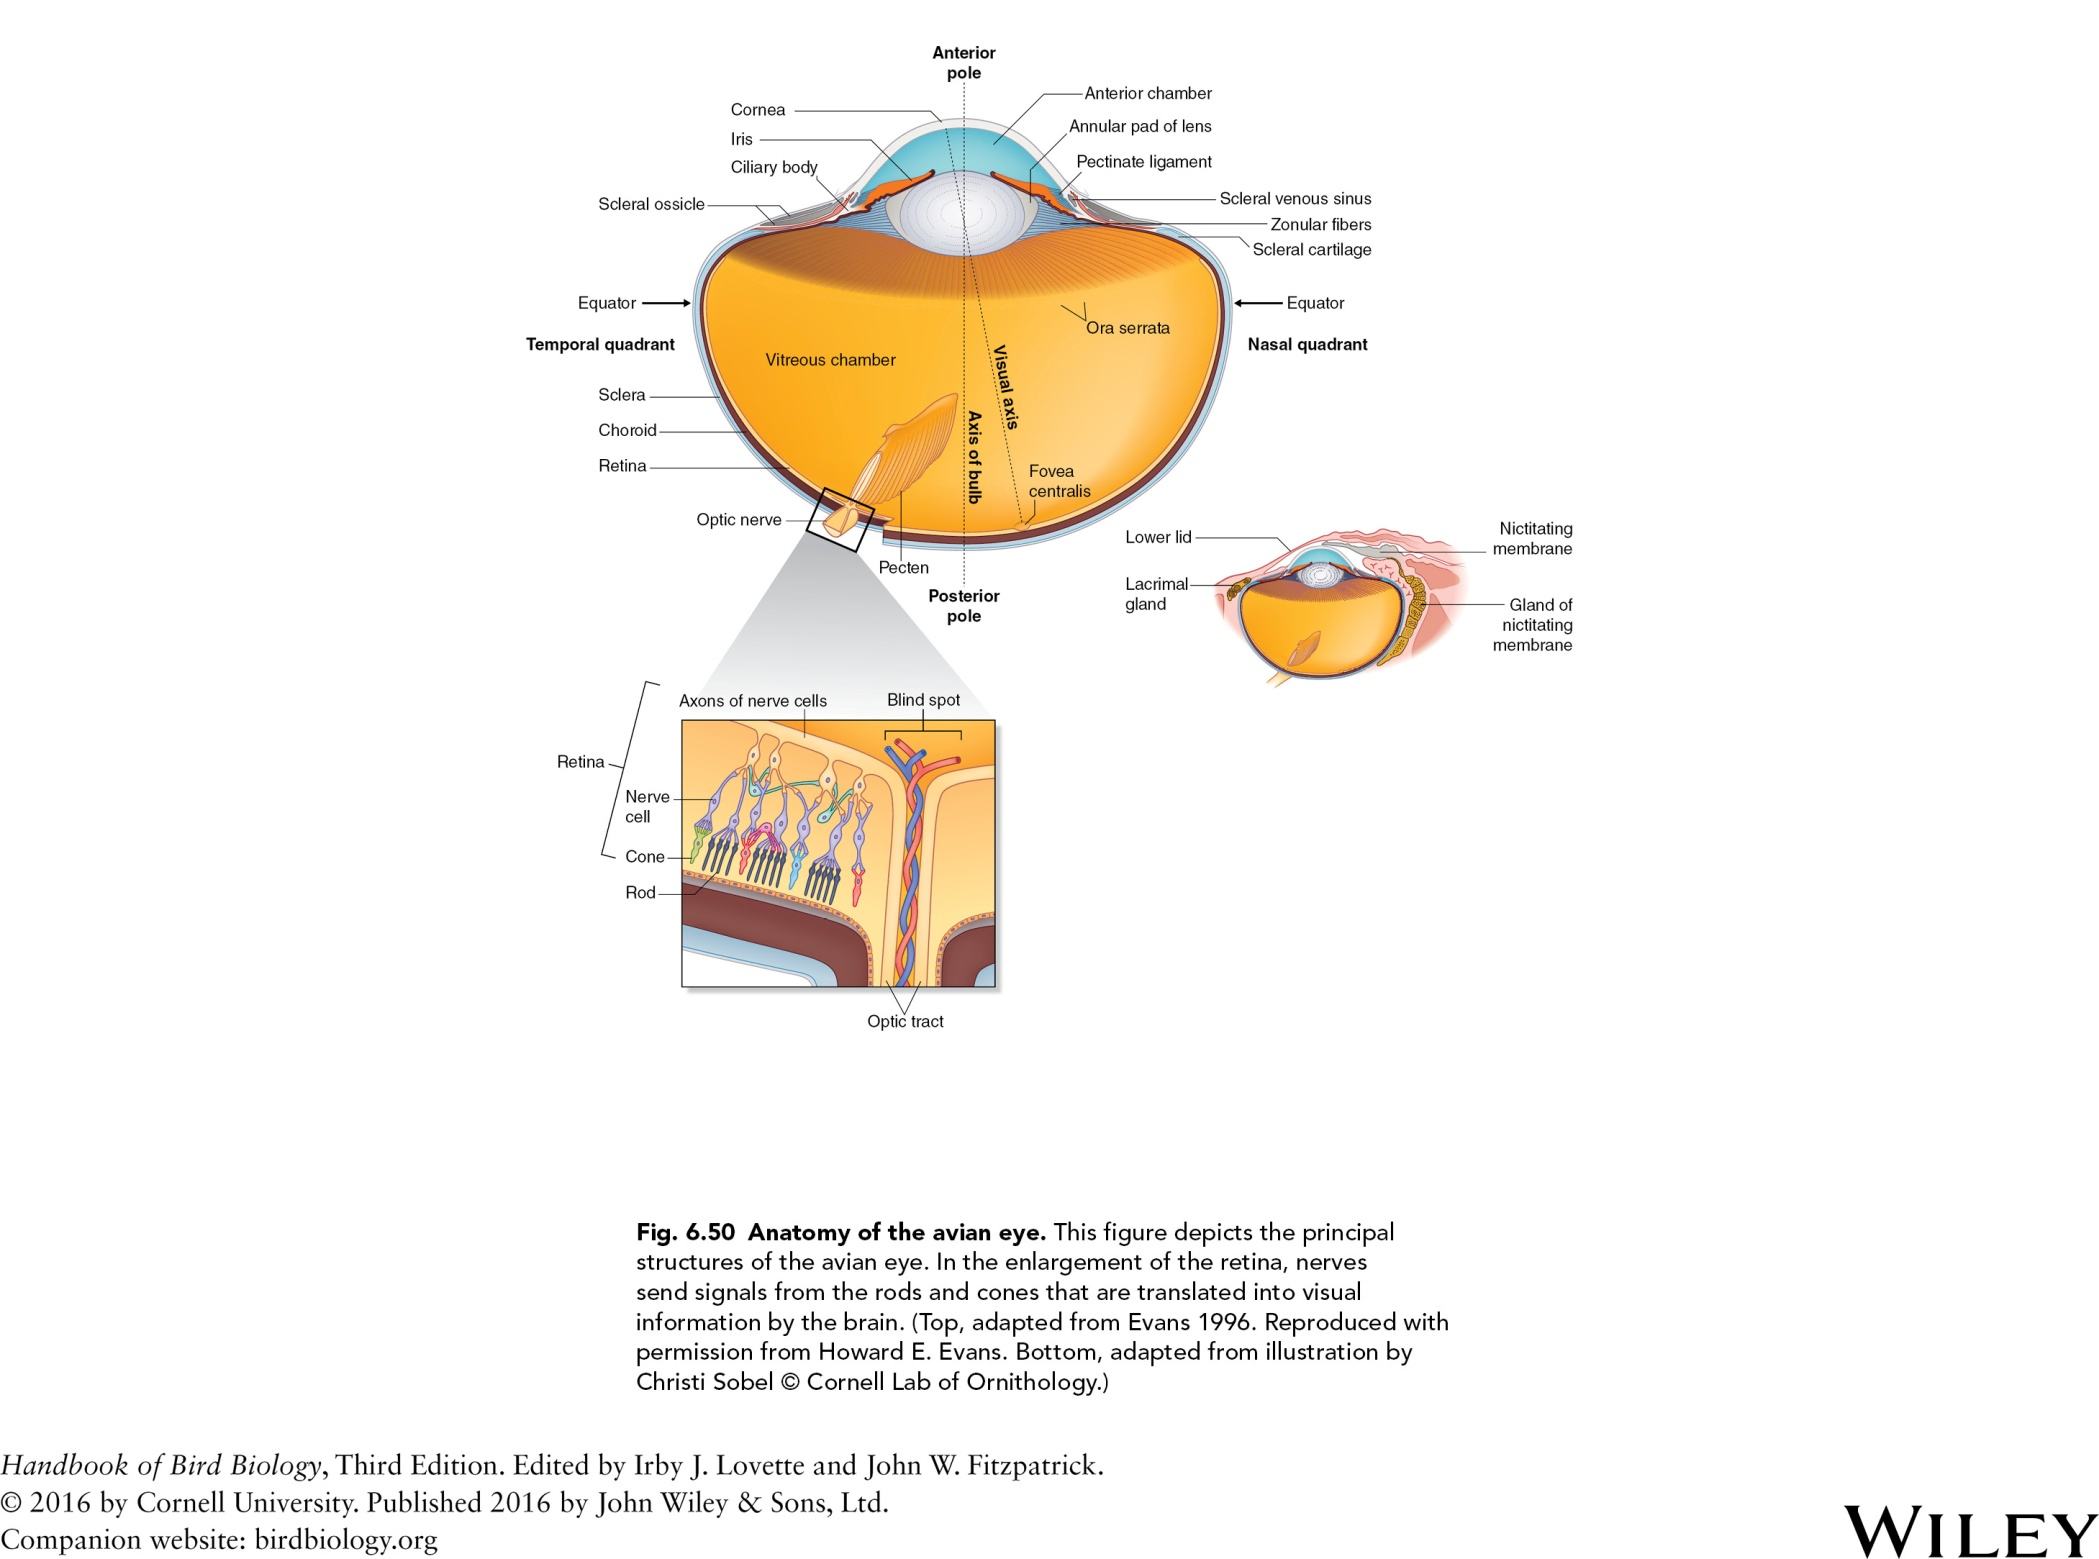 Anterior
pole
Cornea
Anterior chamber
Iris
Annular pad of lens
Ciliary body
Pectinate ligament
Scleral ossicle
Scleral venous sinus
Zonular fibers
Scleral cartilage
Equator
Equator
Ora serrata
Temporal quadrant
Nasal quadrant
Vitreous chamber
Visual axis
Axis of bulb
Sclera
Choroid
Retina
Fovea
centralis
Optic nerve
Pecten
Posterior
pole
Lower lid
Nictitating
membrane
Lacrimal
gland
Gland of
nictitating
membrane
Axons of nerve cells
Blind spot
Retina
Nerve
cell
Cone
Rod
Optic tract
Fig. 6.50 Anatomy of the avian eye. This figure depicts the principal
structures of the avian eye. In the enlargement of the retina, nerves
send signals from the rods and cones that are translated into visual
information by the brain. (Top, adapted from Evans 1996. Reproduced with
permission from Howard E. Evans. Bottom, adapted from illustration by
Christi Sobel © Cornell Lab of Ornithology.)
Handbook of Bird Biology, Third Edition. Edited by Irby J. Lovette and John W. Fitzpatrick.
© 2016 by Cornell University. Published 2016 by John Wiley & Sons, Ltd.
Companion website: birdbiology.org
WILEY